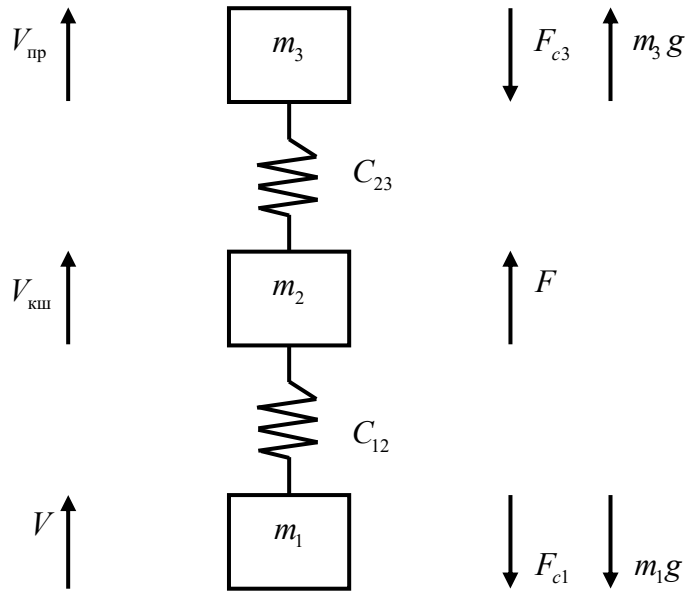 V_пр m_3 F_c3 m_3 g
C_23
V_кш m_2 F
C_12
V m_1 F_c1 m_1 g